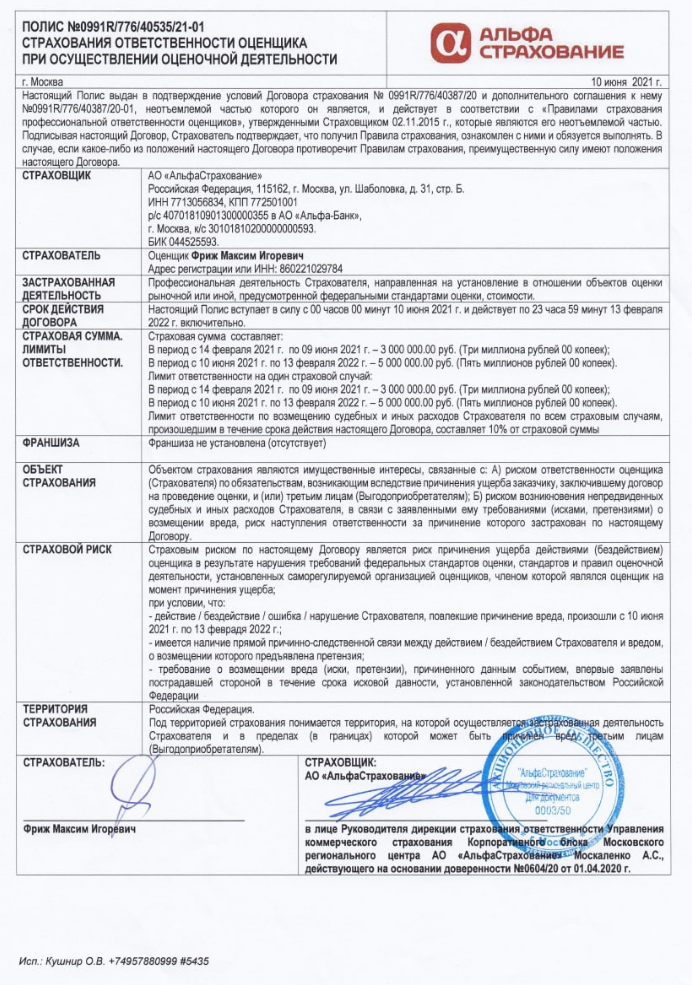 ПОЛИС №0991R/776/40535/21-01
СТРАХОВАНИЯ ОТВЕТСТВЕННОСТИ ОЦЕНЩИКА
ПРИ ОСУЩЕСТВЛЕНИИ ОЦЕНОЧНОЙ ДЕЯТЕЛЬНОСТИ
АЛЬФА
СТРАХОВАНИЕ
г. Москва
10 июня 2021 г.
Настоящий Полис выдан в подтверждение условий Договора страхования № 0991R/776/40387/20 и дополнительного соглашения к нему
№0991R/776/40387/20-01, неотъемлемой частью которого он является, и действует в соответствии с «Правилами страхования
профессиональной ответственности оценщиков», утвержденными Страховщиком 02.11.2015 г., которые являются его неотъемлемой частью.
Подписывая настоящий Договор, Страхователь подтверждает, что получил Правила страхования, ознакомлен с ними и обязуется выполнять. В
случае, если какое-либо из положений настоящего Договора противоречит Правилам страхования, преимущественную силу имеют положения
настоящего Договора.
СТРАХОВЩИК
АО «АльфаСтрахование»
Российская Федерация, 115162, г. Москва, ул. Шаболовка, д. 31, стр. Б.
ИНН 7713056834, КПП 772501001
р/с 40701810901300000355 в АО «Альфа-Банк»,
г. Москва, к/с 30101810200000000593.
БИК 044525593.
СТРАХОВАТЕЛЬ
Оценщик Фриж Максим Игоревич
Адрес регистрации или ИНН: 860221029784
ЗАСТРАХОВАННАЯ
ДЕЯТЕЛЬНОСТЬ
Профессиональная деятельность Страхователя, направленная на установление в отношении объектов оценки
рыночной или иной, предусмотренной федеральными стандартами оценки, стоимости.
СРОК ДЕЙСТВИЯ
ДОГОВОРА
Настоящий Полис вступает в силу с 00 часов 00 минут 10 июня 2021 г. и действует по 23 часа 59 минут 13 февраля
2022 г. включительно.
СТРАХОВАЯ СУММА.
ЛИМИТЫ
ОТВЕТСТВЕННОСТИ.
Страховая сумма составляет:
В период с 14 февраля 2021 г. по 09 июня 2021 г. – 3 000 000.00 руб. (Три миллиона рублей 00 копеек);
В период с 10 июня 2021 г. по 13 февраля 2022 г. – 5 000 000.00 руб. (Пять миллионов рублей 00 копеек).
Лимит ответственности на один страховой случай:
В период с 14 февраля 2021 г. по 09 июня 2021 г. – 3 000 000.00 руб. (Три миллиона рублей 00 копеек);
В период с 10 июня 2021 г. по 13 февраля 2022 г. – 5 000 000.00 руб. (Пять миллионов рублей 00 копеек).
Лимит ответственности по возмещению судебных и иных расходов Страхователя по всем страховым случаям,
произошедшим в течение срока действия настоящего Договора, составляет 10% от страховой суммы
ФРАНШИЗА
Франшиза не установлена (отсутствует)
ОБЪЕКТ
СТРАХОВАНИЯ
Объектом страхования являются имущественные интересы, связанные с: А) риском ответственности оценщика
(Страхователя) по обязательствам, возникающим вследствие причинения ущерба заказчику, заключившему договор
на проведение оценки, и (или) третьим лицам (Выгодоприобретателям); Б) риском возникновения непредвиденных
судебных и иных расходов Страхователя, в связи с заявленными ему требованиями (исками, претензиями) о
возмещении вреда, риск наступления ответственности за причинение которого застрахован по настоящему
Договору.
СТРАХОВОЙ РИСК
Страховым риском по настоящему Договору является риск причинения ущерба действиями (бездействием)
оценщика в результате нарушения требований федеральных стандартов оценки, стандартов и правил оценочной
деятельности, установленных саморегулируемой организацией оценщиков, членом которой являлся оценщик на
момент причинения ущерба;
при условии, что:
- действие / бездействие / ошибка / нарушение Страхователя, повлекшие причинение вреда, произошли с 10 июня
2021 г. по 13 февраля 2022 г.;
- имеется наличие прямой причинно-следственной связи между действием / бездействием Страхователя и вредом,
о возмещении которого предъявлена претензия;
- требование о возмещении вреда (иски, претензии), причиненного данным событием, впервые заявлены
пострадавшей стороной в течение срока исковой давности, установленной законодательством Российской
Федерации
ТЕРРИТОРИЯ
СТРАХОВАНИЯ
Российская Федерация.
Под территорией страхования понимается территория, на которой осуществляется застрахованная деятельность
Страхователя и в пределах (в границах) которой может быть причинен вред третьим лицам
(Выгодоприобретателям).
СТРАХОВАТЕЛЬ:
Фриж Максим Игоревич
СТРАХОВЩИК:
АО «АльфаСтрахование»
АКЦИОНЕРНОЕ ОБЩЕСТВО
"АльфаСтрахование"
Московский региональный центр
Для документов
0003/50
г. Москва
в лице Руководителя дирекции страхования ответственности Управления
коммерческого страхования Корпоративного блока Московского
регионального центра АО «АльфаСтрахование» Москаленко А.С.,
действующего на основании доверенности №0604/20 от 01.04.2020 г.
Исп.: Кушнир О.В. +74957880999 #5435